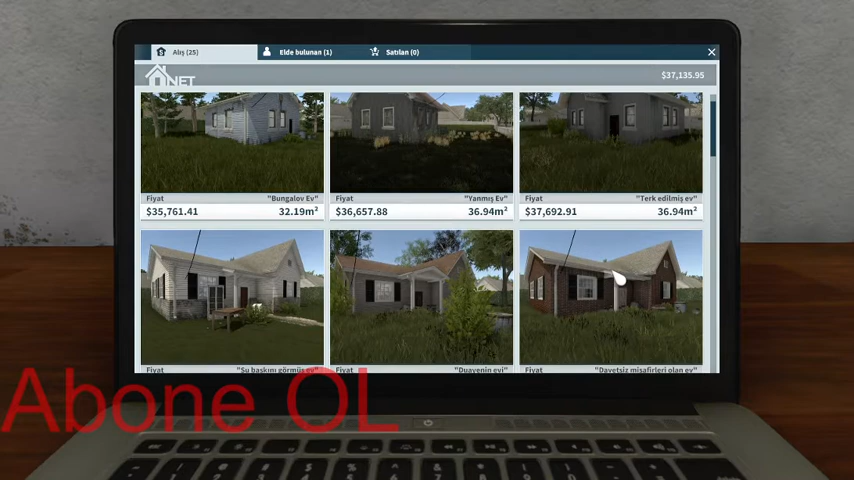 Alış (25) Elde bulunan (1) Satılan (0)
NET $37,135.95
Fiyat "Bungalov Ev" Fiyat "Yanmış Ev" Fiyat "Terk edilmiş ev"
$35,761.41 32.19m² $36,657.88 36.94m² $37,692.91 36.94m²
Fiyat "Su baskını görmüş ev" Fiyat "Duayenin evi" Fiyat "Davetsiz misafirleri olan ev"
Abone OL